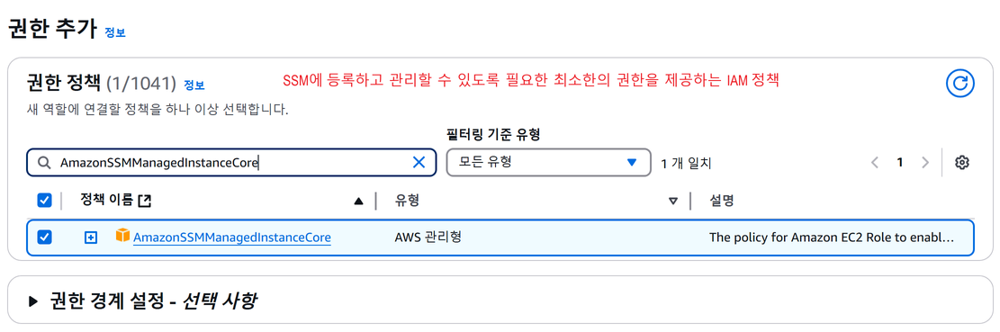 권한 추가 정보
권한 정책 (1/1041) 정보
SSM에 등록하고 관리할 수 있도록 필요한 최소한의 권한을 제공하는 IAM 정책
새 역할에 연결할 정책을 하나 이상 선택합니다.
필터링 기준 유형
AmazonSSMManagedInstanceCore 모든 유형 1 개 일치 1
정책 이름 유형 설명
AmazonSSMManagedInstanceCore AWS 관리형 The policy for Amazon EC2 Role to enabl...
권한 경계 설정 - 선택 사항